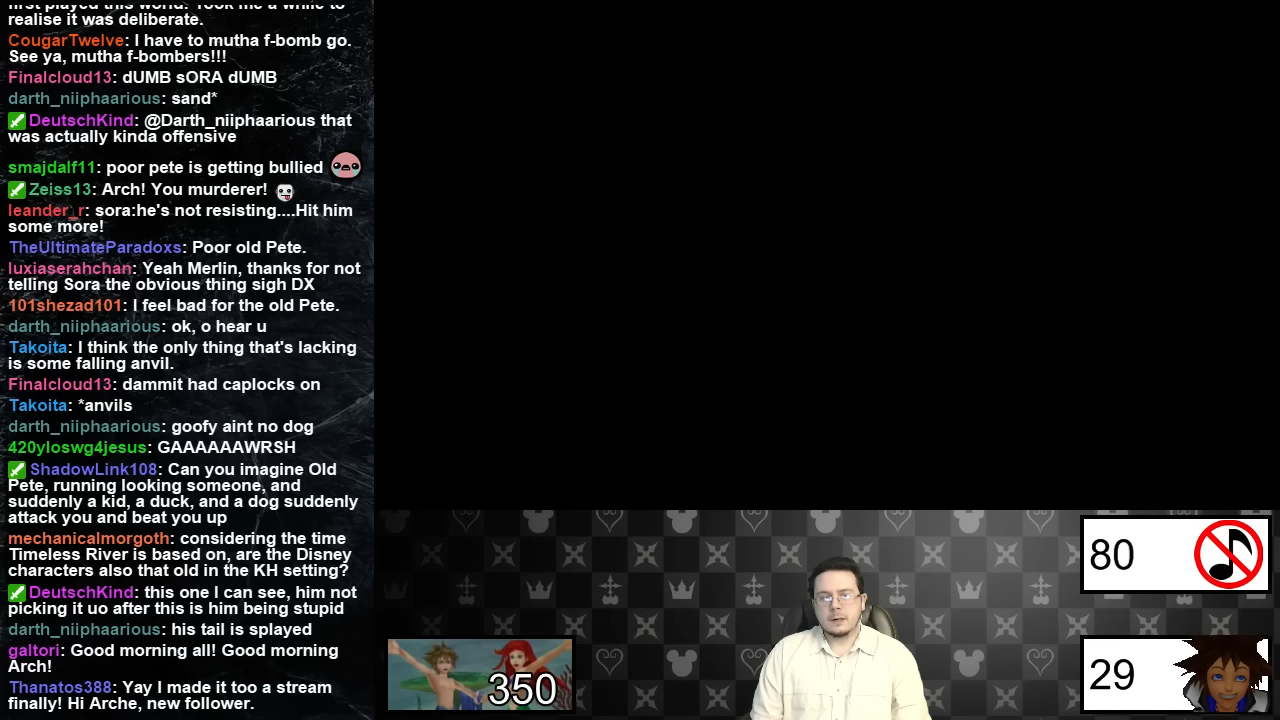 first played this world. Took me a while to
realise it was deliberate.
CougarTwelve: I have to mutha f-bomb go.
See ya, mutha f-bombers!!!
Finalcloud13: dUMB sORA dUMB
darth_niiphaarious: sand*
DeutschKind: @Darth_niiphaarious that
was actually kinda offensive
smajdalf11: poor pete is getting bullied
Zeiss13: Arch! You murderer!
leander_r: sora:he's not resisting....Hit him
some more!
TheUltimateParadoxs: Poor old Pete.
luxiaserahchan: Yeah Merlin, thanks for not
telling Sora the obvious thing sigh DX
101shezad101: I feel bad for the old Pete.
darth_niiphaarious: ok, o hear u
Takoita: I think the only thing that's lacking
is some falling anvil.
Finalcloud13: dammit had caplocks on
Takoita: *anvils
darth_niiphaarious: goofy aint no dog
420yloswg4jesus: GAAAAAAWRSH
ShadowLink108: Can you imagine Old
Pete, running looking someone, and
suddenly a kid, a duck, and a dog suddenly
attack you and beat you up
mechanicalmorgoth: considering the time
Timeless River is based on, are the Disney
characters also that old in the KH setting?
DeutschKind: this one I can see, him not
picking it uo after this is him being stupid
darth_niiphaarious: his tail is splayed
galtori: Good morning all! Good morning
Arch!
Thanatos388: Yay I made it too a stream
finally! Hi Arche, new follower.
350
80
29